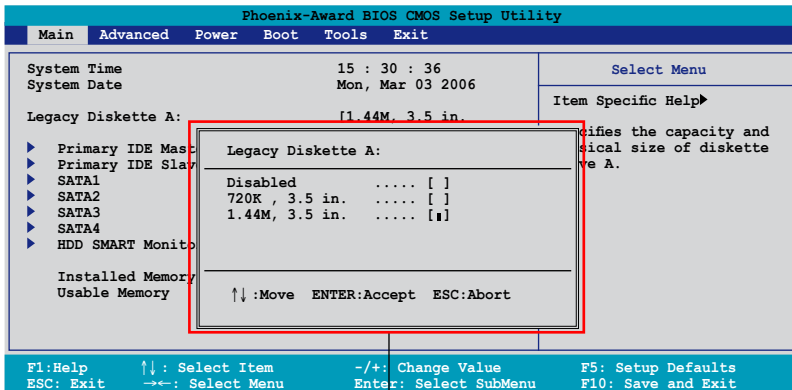 Phoenix-Award BIOS CMOS Setup Utility
Main Advanced Power Boot Tools Exit
System Time 15 : 30 : 36
System Date Mon, Mar 03 2006
Legacy Diskette A: [1.44M, 3.5 in.
Primary IDE Mast
Primary IDE Slav
SATA1
SATA2
SATA3
SATA4
HDD SMART Monito
Installed Memory
Usable Memory
Legacy Diskette A:
Disabled ..... [ ]
720K , 3.5 in. ..... [ ]
1.44M, 3.5 in. ..... [▮]
↑↓ :Move ENTER:Accept ESC:Abort
Select Menu
Item Specific Help
cifies the capacity and
sical size of diskette
ve A.
F1:Help ↑↓ : Select Item -/+: Change Value F5: Setup Defaults
ESC: Exit →←: Select Menu Enter: Select SubMenu F10: Save and Exit